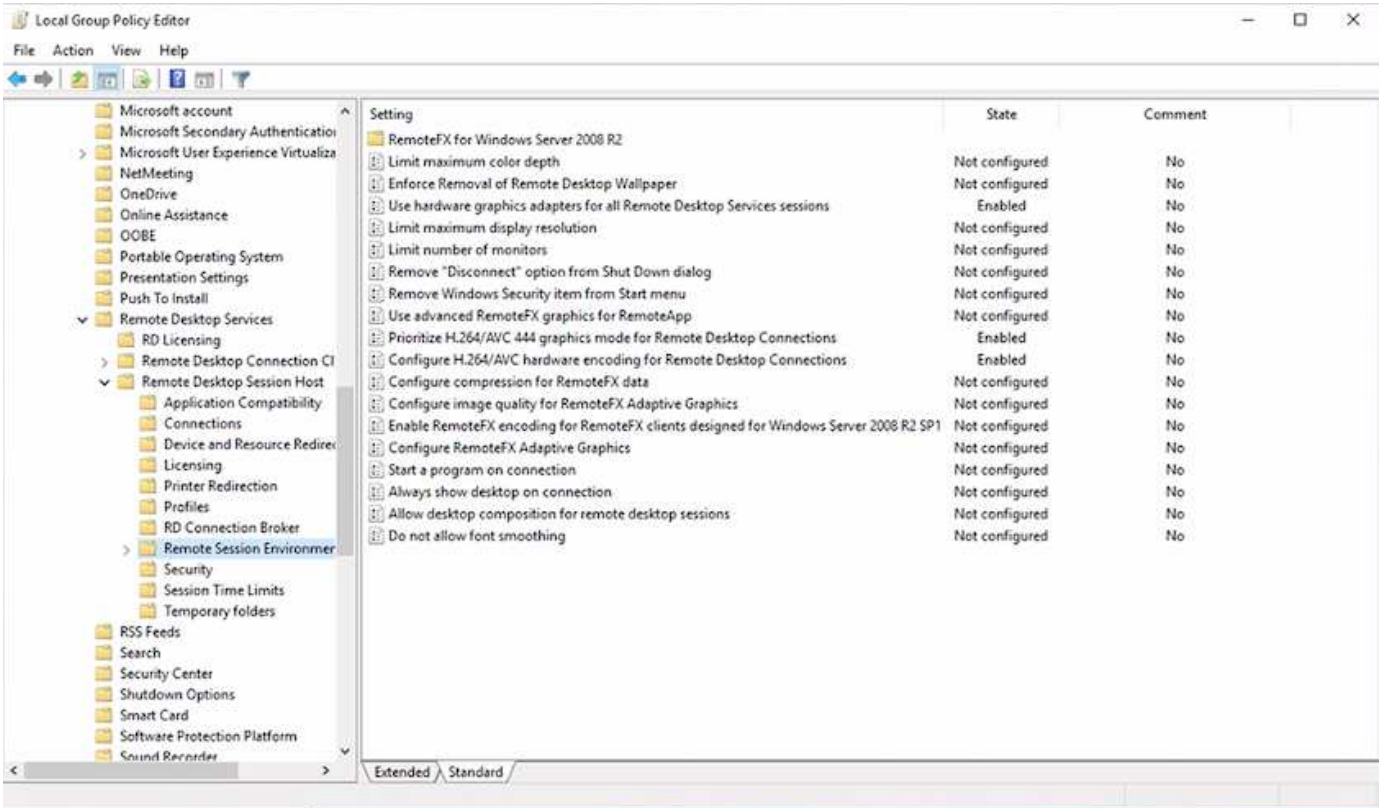 Local Group Policy Editor
File Action View Help
Microsoft account
Microsoft Secondary Authenticatio
Microsoft User Experience Virtualiza
NetMeeting
OneDrive
Online Assistance
OOBE
Portable Operating System
Presentation Settings
Push To Install
Remote Desktop Services
RD Licensing
Remote Desktop Connection Cl
Remote Desktop Session Host
Application Compatibility
Connections
Device and Resource Redirec
Licensing
Printer Redirection
Profiles
RD Connection Broker
Remote Session Environmen
Security
Session Time Limits
Temporary folders
RSS Feeds
Search
Security Center
Shutdown Options
Smart Card
Software Protection Platform
Sound Recorder
Setting State Comment
RemoteFX for Windows Server 2008 R2
Limit maximum color depth Not configured No
Enforce Removal of Remote Desktop Wallpaper Not configured No
Use hardware graphics adapters for all Remote Desktop Services sessions Enabled No
Limit maximum display resolution Not configured No
Limit number of monitors Not configured No
Remove "Disconnect" option from Shut Down dialog Not configured No
Remove Windows Security item from Start menu Not configured No
Use advanced RemoteFX graphics for RemoteApp Not configured No
Prioritize H.264/AVC 444 graphics mode for Remote Desktop Connections Enabled No
Configure H.264/AVC hardware encoding for Remote Desktop Connections Enabled No
Configure compression for RemoteFX data Not configured No
Configure image quality for RemoteFX Adaptive Graphics Not configured No
Enable RemoteFX encoding for RemoteFX clients designed for Windows Server 2008 R2 SP1 Not configured No
Configure RemoteFX Adaptive Graphics Not configured No
Start a program on connection Not configured No
Always show desktop on connection Not configured No
Allow desktop composition for remote desktop sessions Not configured No
Do not allow font smoothing Not configured No
Extended Standard